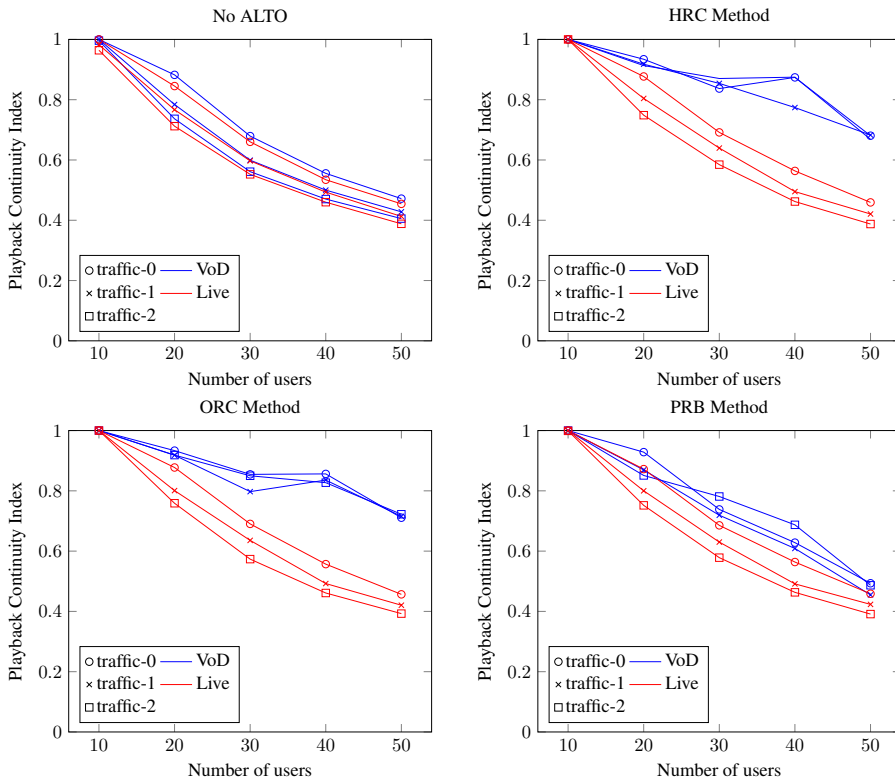 No ALTO
Playback Continuity Index
1
0.8
0.6
0.4
0.2
0
traffic-0 VoD
traffic-1 Live
traffic-2
10 20 30 40 50
Number of users
HRC Method
Playback Continuity Index
1
0.8
0.6
0.4
0.2
0
traffic-0 VoD
traffic-1 Live
traffic-2
10 20 30 40 50
Number of users
ORC Method
Playback Continuity Index
1
0.8
0.6
0.4
0.2
0
traffic-0 VoD
traffic-1 Live
traffic-2
10 20 30 40 50
Number of users
PRB Method
Playback Continuity Index
1
0.8
0.6
0.4
0.2
0
traffic-0 VoD
traffic-1 Live
traffic-2
10 20 30 40 50
Number of users